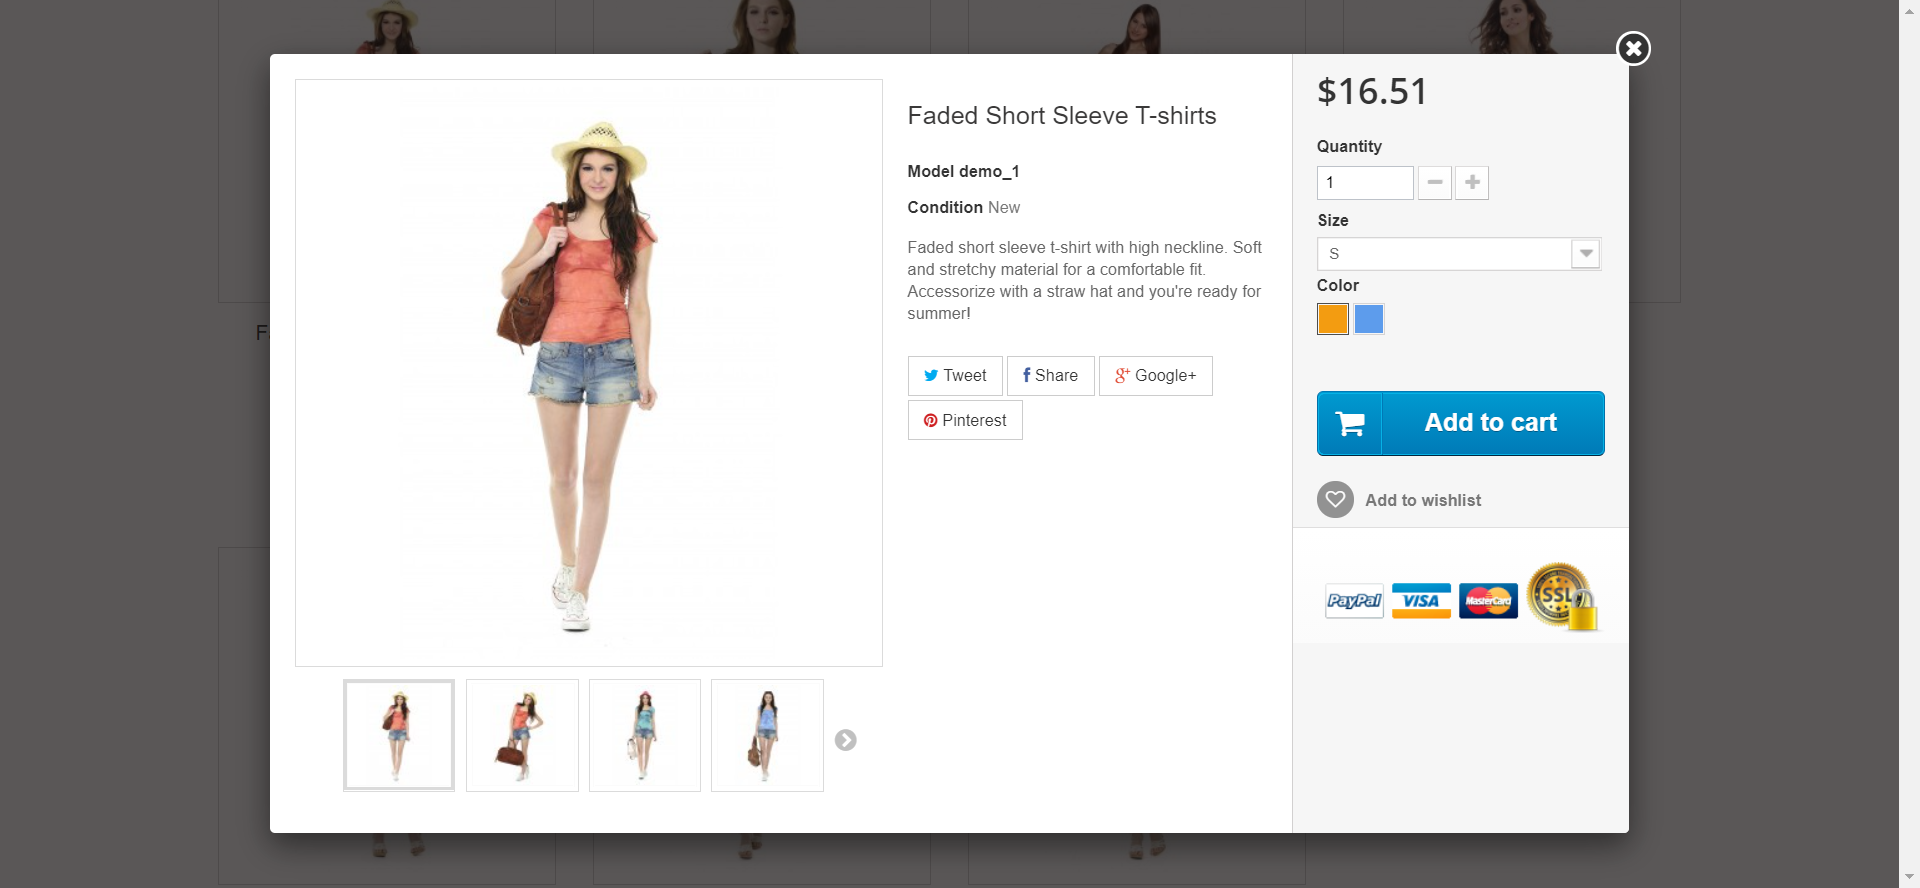 Faded Short Sleeve T-shirts
Model demo_1
Condition New
Faded short sleeve t-shirt with high neckline. Soft
and stretchy material for a comfortable fit.
Accessorize with a straw hat and you're ready for
summer!
Tweet
Share
Google+
Pinterest
$16.51
Quantity
1
Size
S
Color
Add to cart
Add to wishlist
PayPal
VISA
MasterCard
SSL